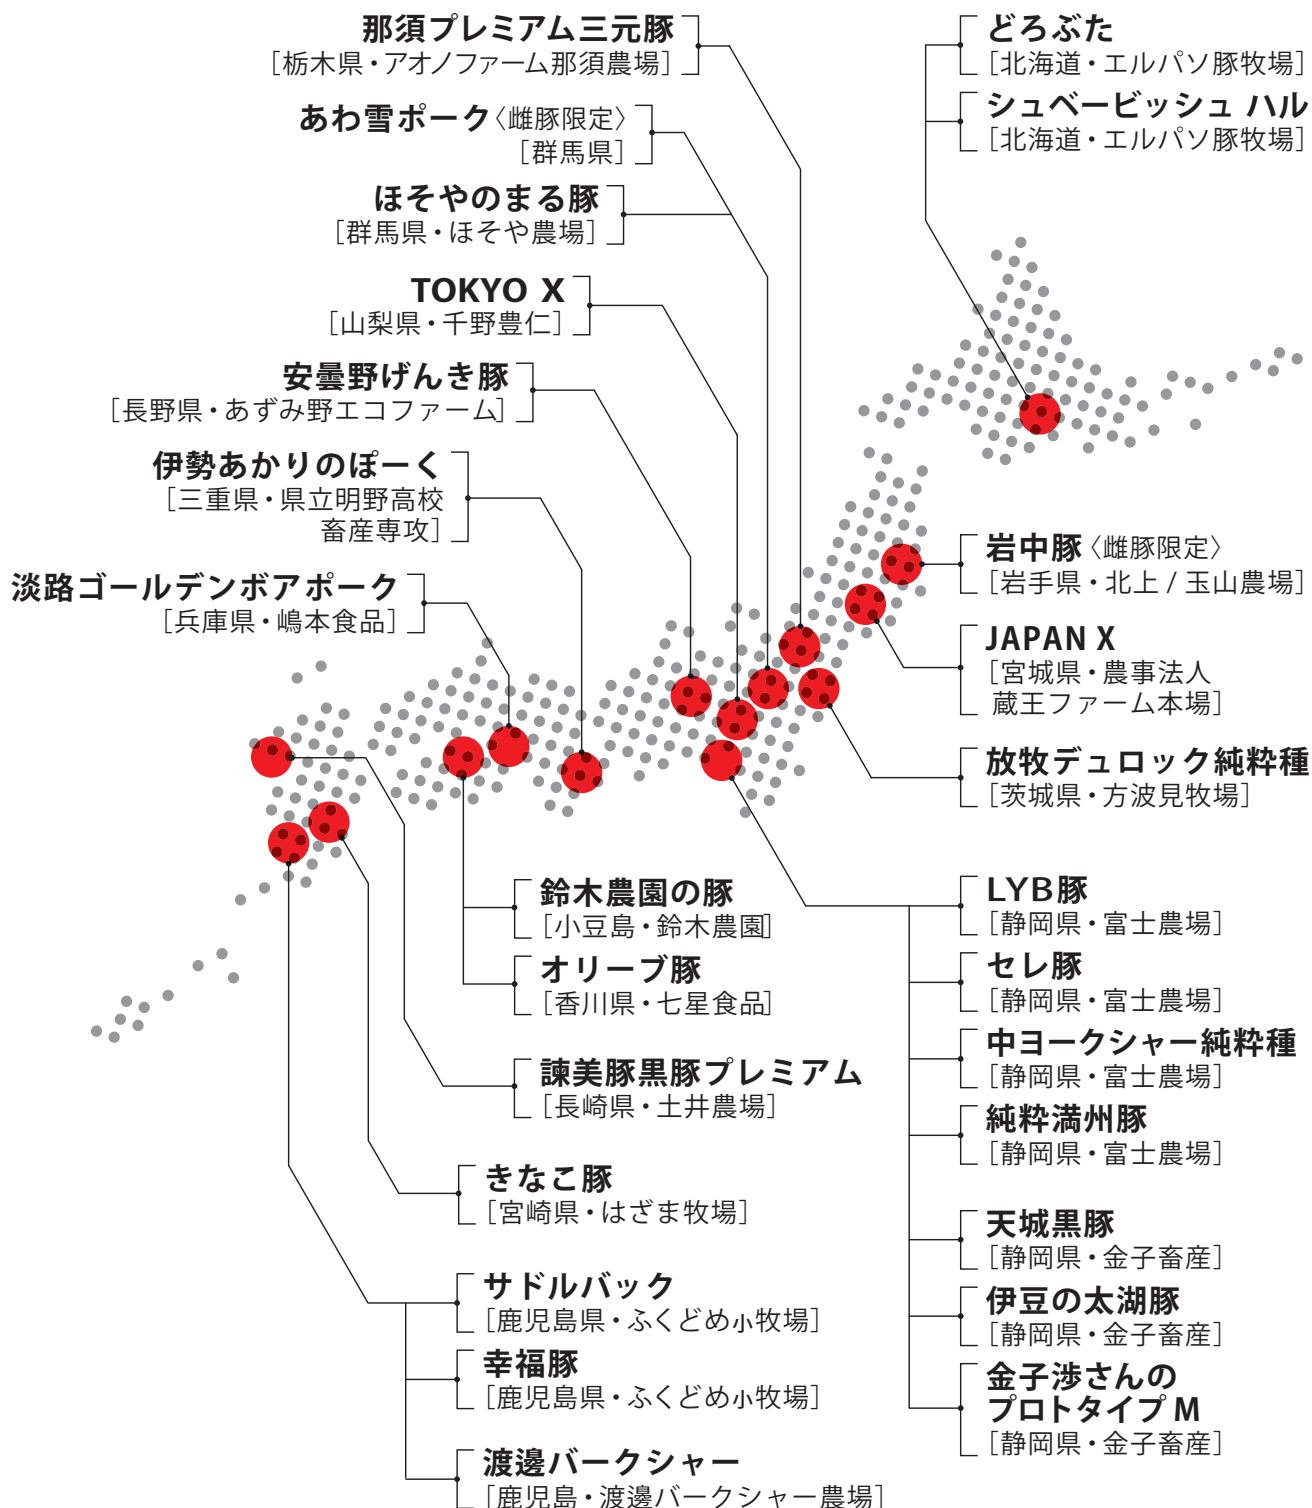 那須プレミアム三元豚
［栃木県・アオノファーム那須農場］
あわ雪ポーク〈雌豚限定〉
［群馬県］
ほそやのまる豚
［群馬県・ほそや農場］
TOKYO X
［山梨県・千野豊仁］
安曇野げんき豚
［長野県・あずみ野エコファーム］
伊勢あかりのぽーく
［三重県・県立明野高校
畜産専攻］
淡路ゴールデンボアポーク
［兵庫県・嶋本食品］
どろぶた
［北海道・エルパソ豚牧場］
シュベービッシュ ハル
［北海道・エルパソ豚牧場］
岩中豚〈雌豚限定〉
［岩手県・北上 / 玉山農場］
JAPAN X
［宮城県・農事法人
蔵王ファーム本場］
放牧デュロック純粋種
［茨城県・方波見牧場］
鈴木農園の豚
［小豆島・鈴木農園］
オリーブ豚
［香川県・七星食品］
諫美豚黒豚プレミアム
［長崎県・土井農場］
きなこ豚
［宮崎県・はざま牧場］
サドルバック
［鹿児島県・ふくどめ小牧場］
幸福豚
［鹿児島県・ふくどめ小牧場］
渡邊バークシャー
［鹿児島・渡邊バークシャー農場］
LYB豚
［静岡県・富士農場］
セレ豚
［静岡県・富士農場］
中ヨークシャー純粋種
［静岡県・富士農場］
純粋満州豚
［静岡県・富士農場］
天城黒豚
［静岡県・金子畜産］
伊豆の太湖豚
［静岡県・金子畜産］
金子渉さんの
プロトタイプ M
［静岡県・金子畜産］